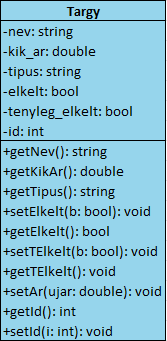 Targy
-nev: string
-kik_ar: double
-tipus: string
-elkelt: bool
-tenyleg_elkelt: bool
-id: int
+getNev(): string
+getKikAr(): double
+getTipus(): string
+setElkelt(b: bool): void
+getElkelt(): bool
+setTElkelt(b: bool): void
+getTElkelt(): void
+setAr(ujar: double): void
+getId(): int
+setId(i: int): void